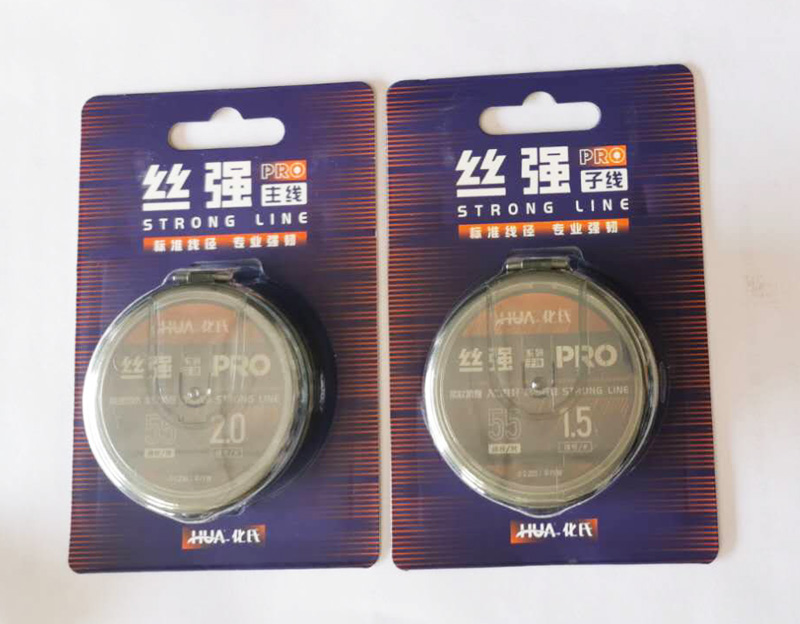 丝强 PRO 主线
STRONG LINE
标准线径 专业强韧
HUA-化氏
丝强 PRO
STRONG LINE
55 2.0
HUA-化氏
丝强 PRO 子线
STRONG LINE
标准线径 专业强韧
HUA-化氏
丝强 PRO
STRONG LINE
55 1.5
HUA-化氏